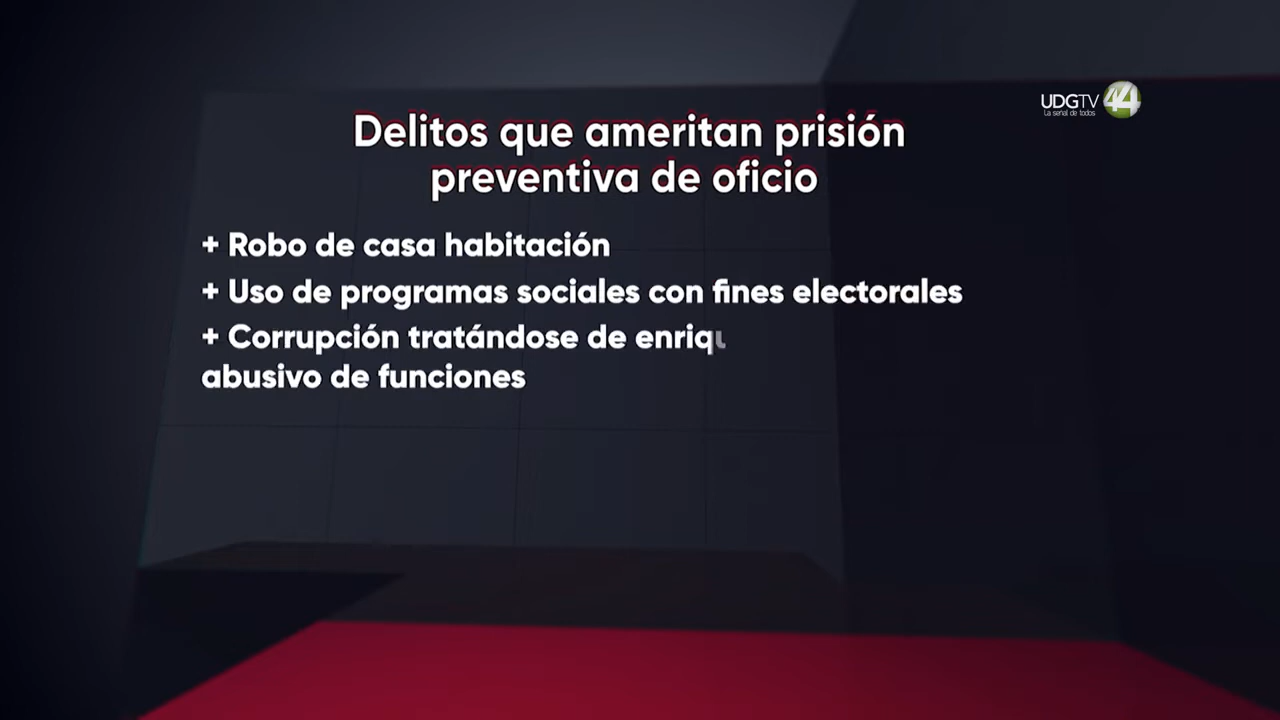 UDGTV 44
La señal de todos
Delitos que ameritan prisión
preventiva de oficio
+ Robo de casa habitación
+ Uso de programas sociales con fines electorales
+ Corrupción tratándose de enriqu
abusivo de funciones